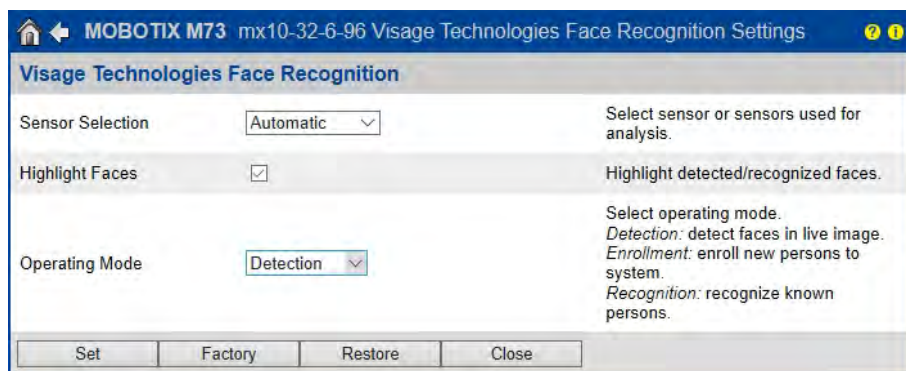 MOBOTIX M73 mx10-32-6-96 Visage Technologies Face Recognition Settings ? i
Visage Technologies Face Recognition
Sensor Selection
Automatic
Select sensor or sensors used for
analysis.
Highlight Faces
Highlight detected/recognized faces.
Operating Mode
Detection
Select operating mode.
Detection: detect faces in live image.
Enrollment: enroll new persons to
system.
Recognition: recognize known
persons.
Set
Factory
Restore
Close